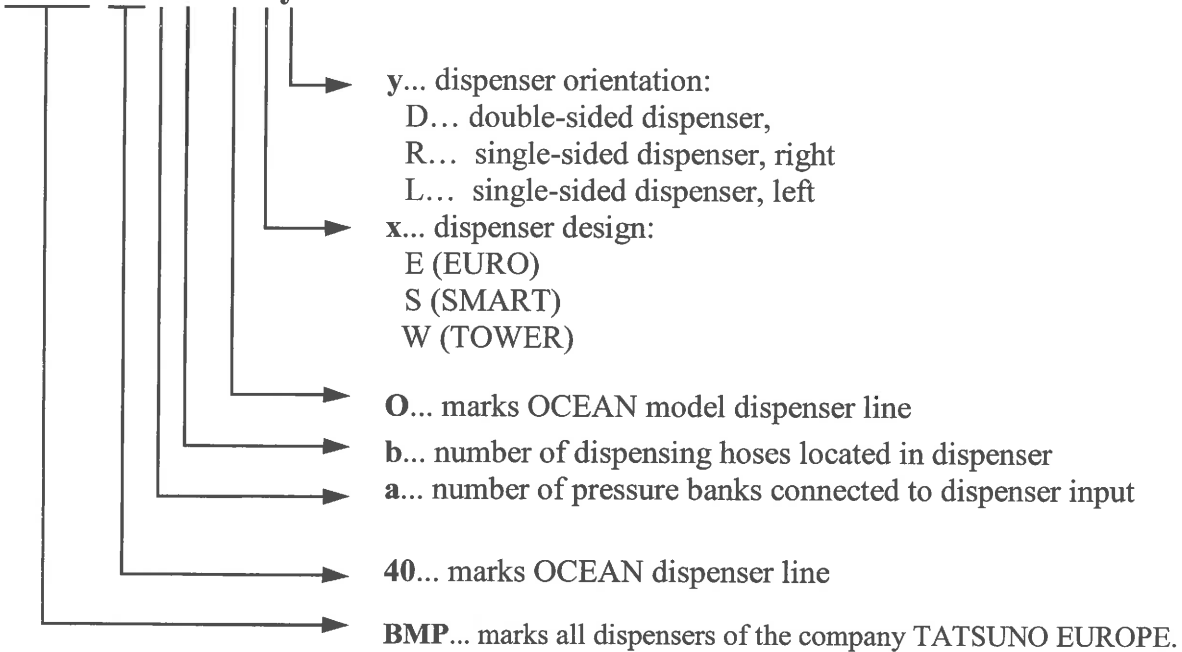 y... dispenser orientation:
D... double-sided dispenser,
R... single-sided dispenser, right
L... single-sided dispenser, left
x... dispenser design:
E (EURO)
S (SMART)
W (TOWER)
O... marks OCEAN model dispenser line
b... number of dispensing hoses located in dispenser
a... number of pressure banks connected to dispenser input
40... marks OCEAN dispenser line
BMP... marks all dispensers of the company TATSUNO EUROPE.